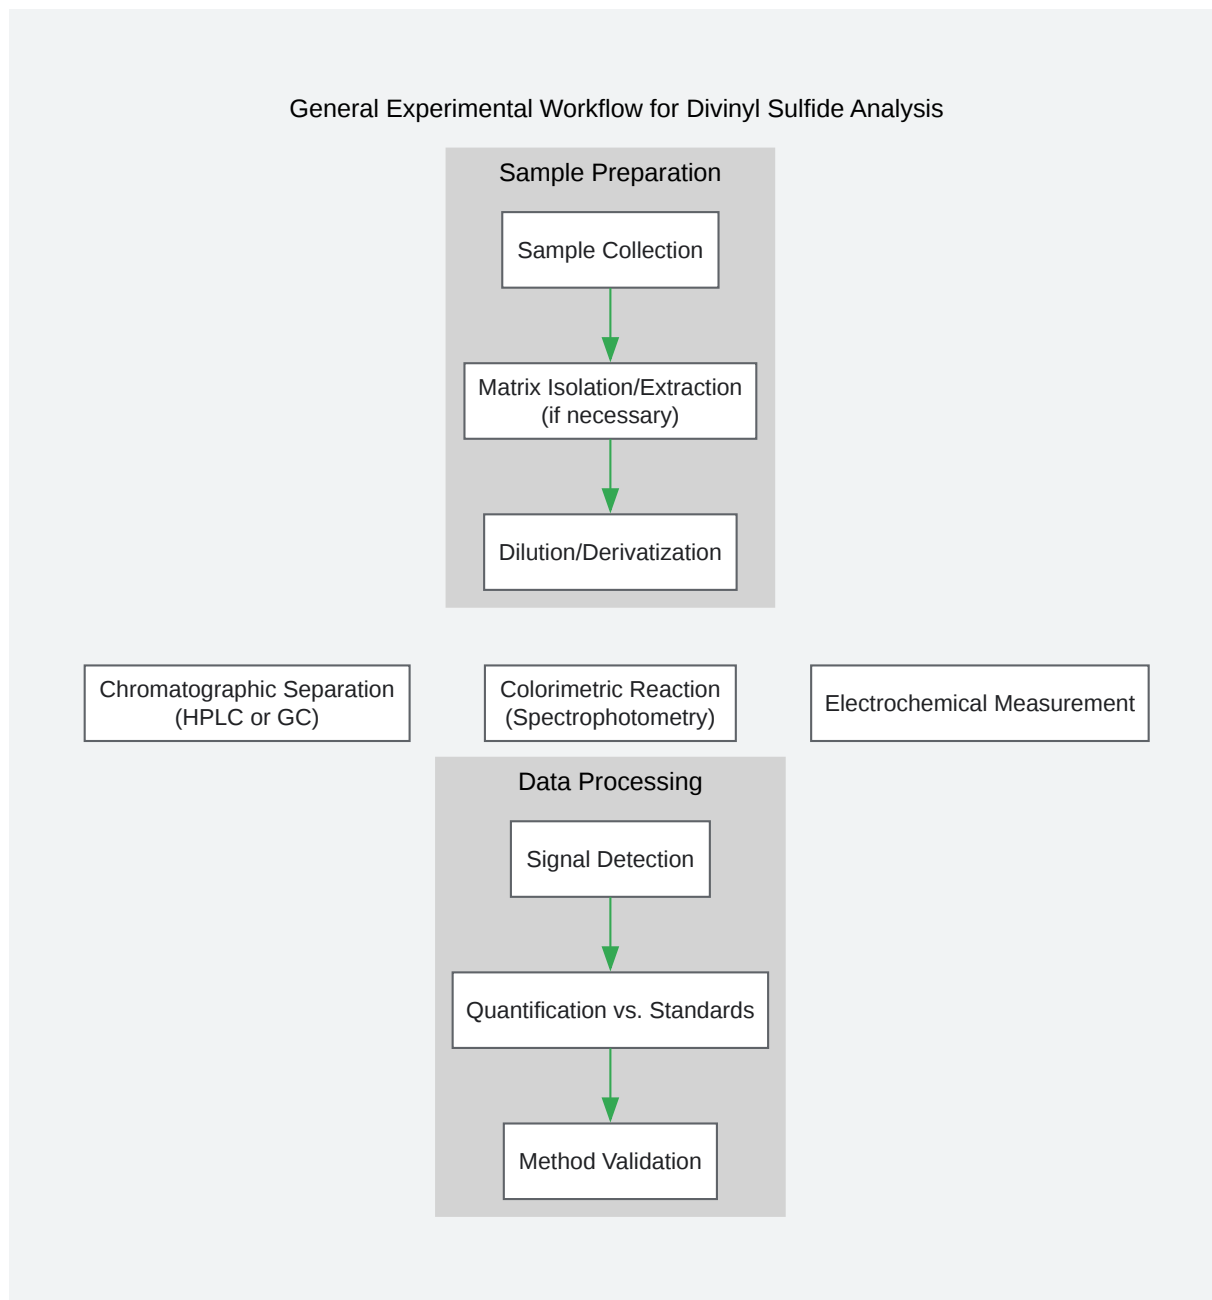 General Experimental Workflow for Divinyl Sulfide Analysis
Sample Preparation
Sample Collection
Matrix Isolation/Extraction
(if necessary)
Dilution/Derivatization
Chromatographic Separation
(HPLC or GC)
Colorimetric Reaction
(Spectrophotometry)
Electrochemical Measurement
Data Processing
Signal Detection
Quantification vs. Standards
Method Validation